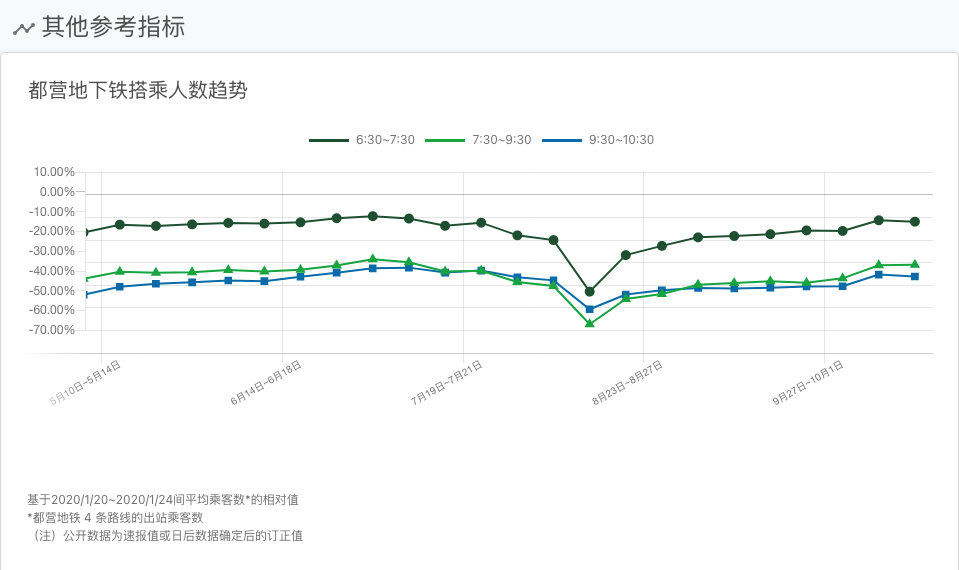 其他参考指标
都营地下铁搭乘人数趋势
6:30~7:30
7:30~9:30
9:30~10:30
10.00%
0.00%
-10.00%
-20.00%
-30.00%
-40.00%
-50.00%
-60.00%
-70.00%
5月10日~5月14日
6月14日~6月18日
7月19日~7月21日
8月23日~8月27日
9月27日~10月1日
基于2020/1/20~2020/1/24间平均乘客数*的相对值
*都营地铁 4 条路线的出站乘客数
（注）公开数据为速报值或日后数据确定后的订正值